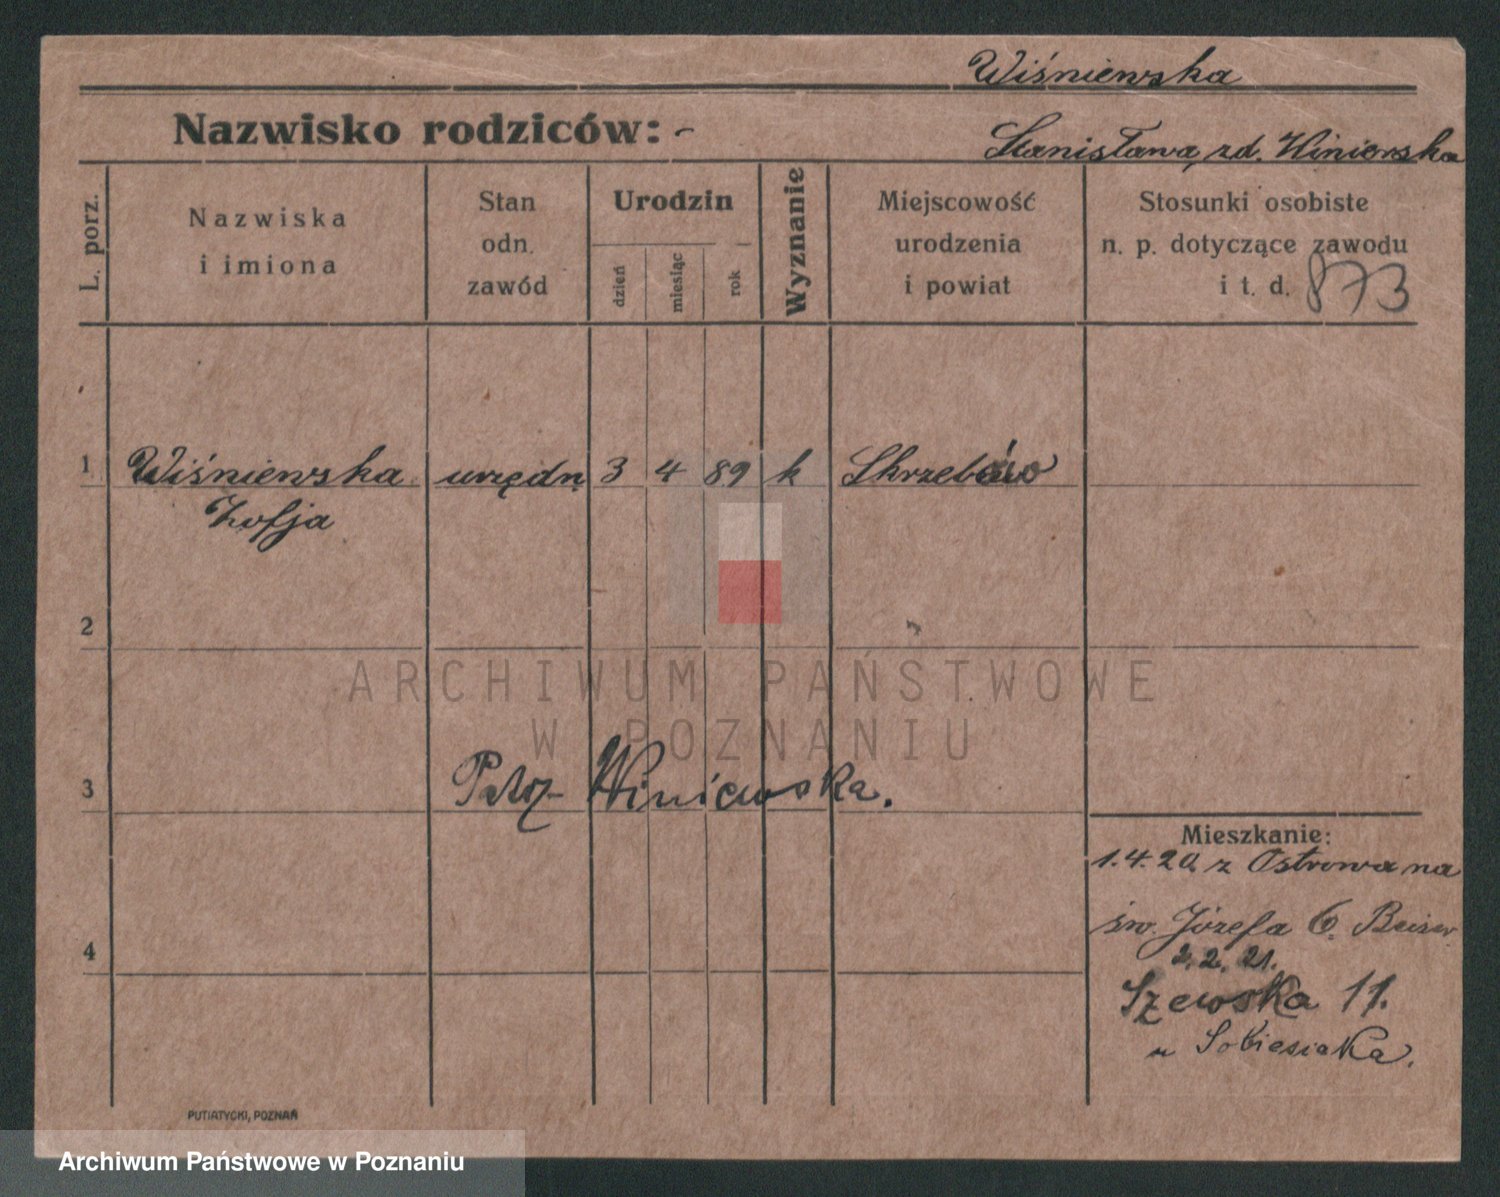 Wiśniewska
Nazwisko rodziców: -
Stanisława, zd. Winiewska
L. porz.
Nazwiska
i imiona
Stan
odn.
zawód
Urodzin
dzień
miesiąc
rok
Wyznanie
Miejscowość
urodzenia
i powiat
Stosunki osobiste
n. p. dotyczące zawodu
i t. d. 873
1 Wiśniewska urzędn 3 4 89 k Skrzebowo
Zofja
2
ARCHIWUM PAŃSTWOWE
W POZNANIU
3
Patrz Winiewska.
Mieszkanie:
1.4.20 z Ostrowa na
św. Józefa 6.
4
2. 2. 21.
Szewska 11.
u Sobiesiaka.
PUTIATYCKI, POZNAŃ
Archiwum Państwowe w Poznaniu